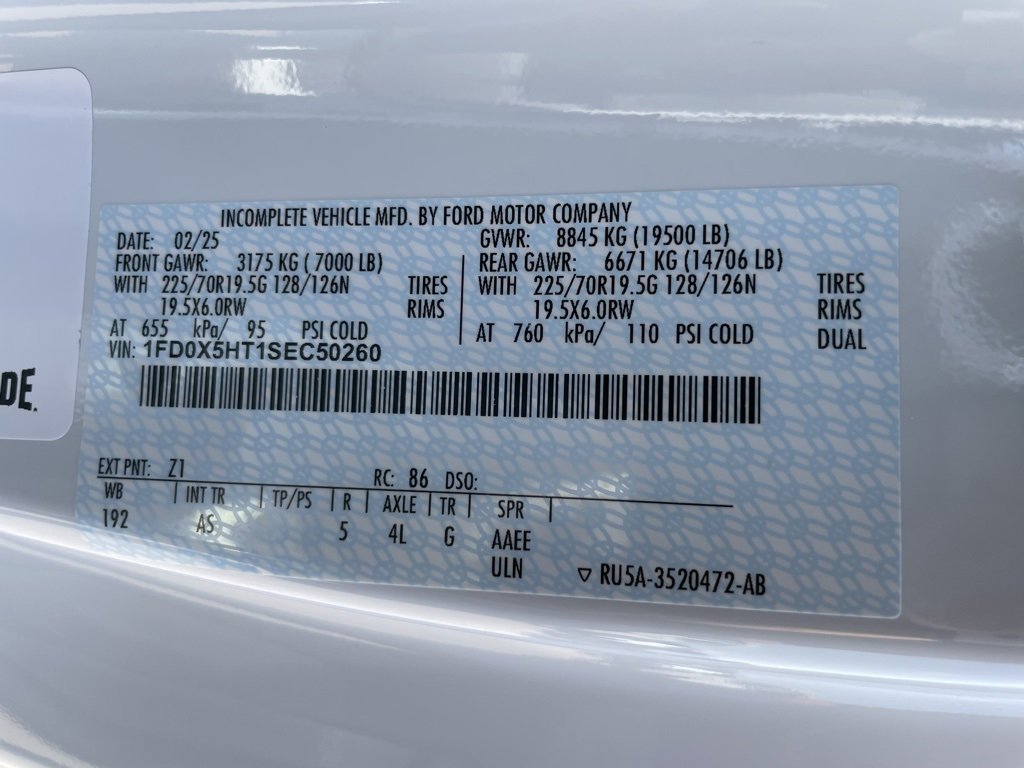 INCOMPLETE VEHICLE MFD. BY FORD MOTOR COMPANY
DATE: 02/25 GVWR: 8845 KG (19500 LB)
FRONT GAWR: 3175 KG ( 7000 LB) REAR GAWR: 6671 KG (14706 LB)
WITH 225/70R19.5G 128/126N TIRES WITH 225/70R19.5G 128/126N TIRES
19.5X6.0RW RIMS 19.5X6.0RW RIMS
AT 655 kPa/ 95 PSI COLD AT 760 kPa/ 110 PSI COLD DUAL
VIN: 1FD0X5HT1SEC50260
DE.
EXT PNT: Z1 RC: 86 DSO:
WB INT TR TP/PS R AXLE TR SPR
192 AS 5 4L G AAEE
ULN ▽ RU5A-3520472-AB